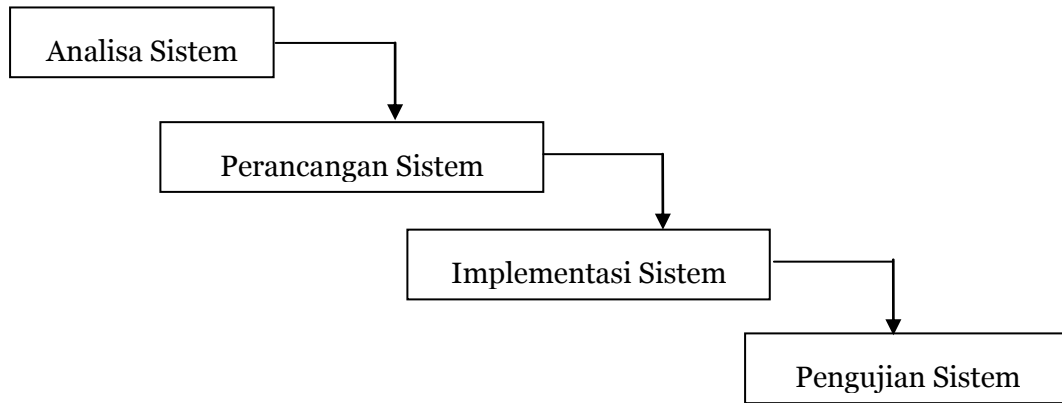 Analisa Sistem
Perancangan Sistem
Implementasi Sistem
Pengujian Sistem